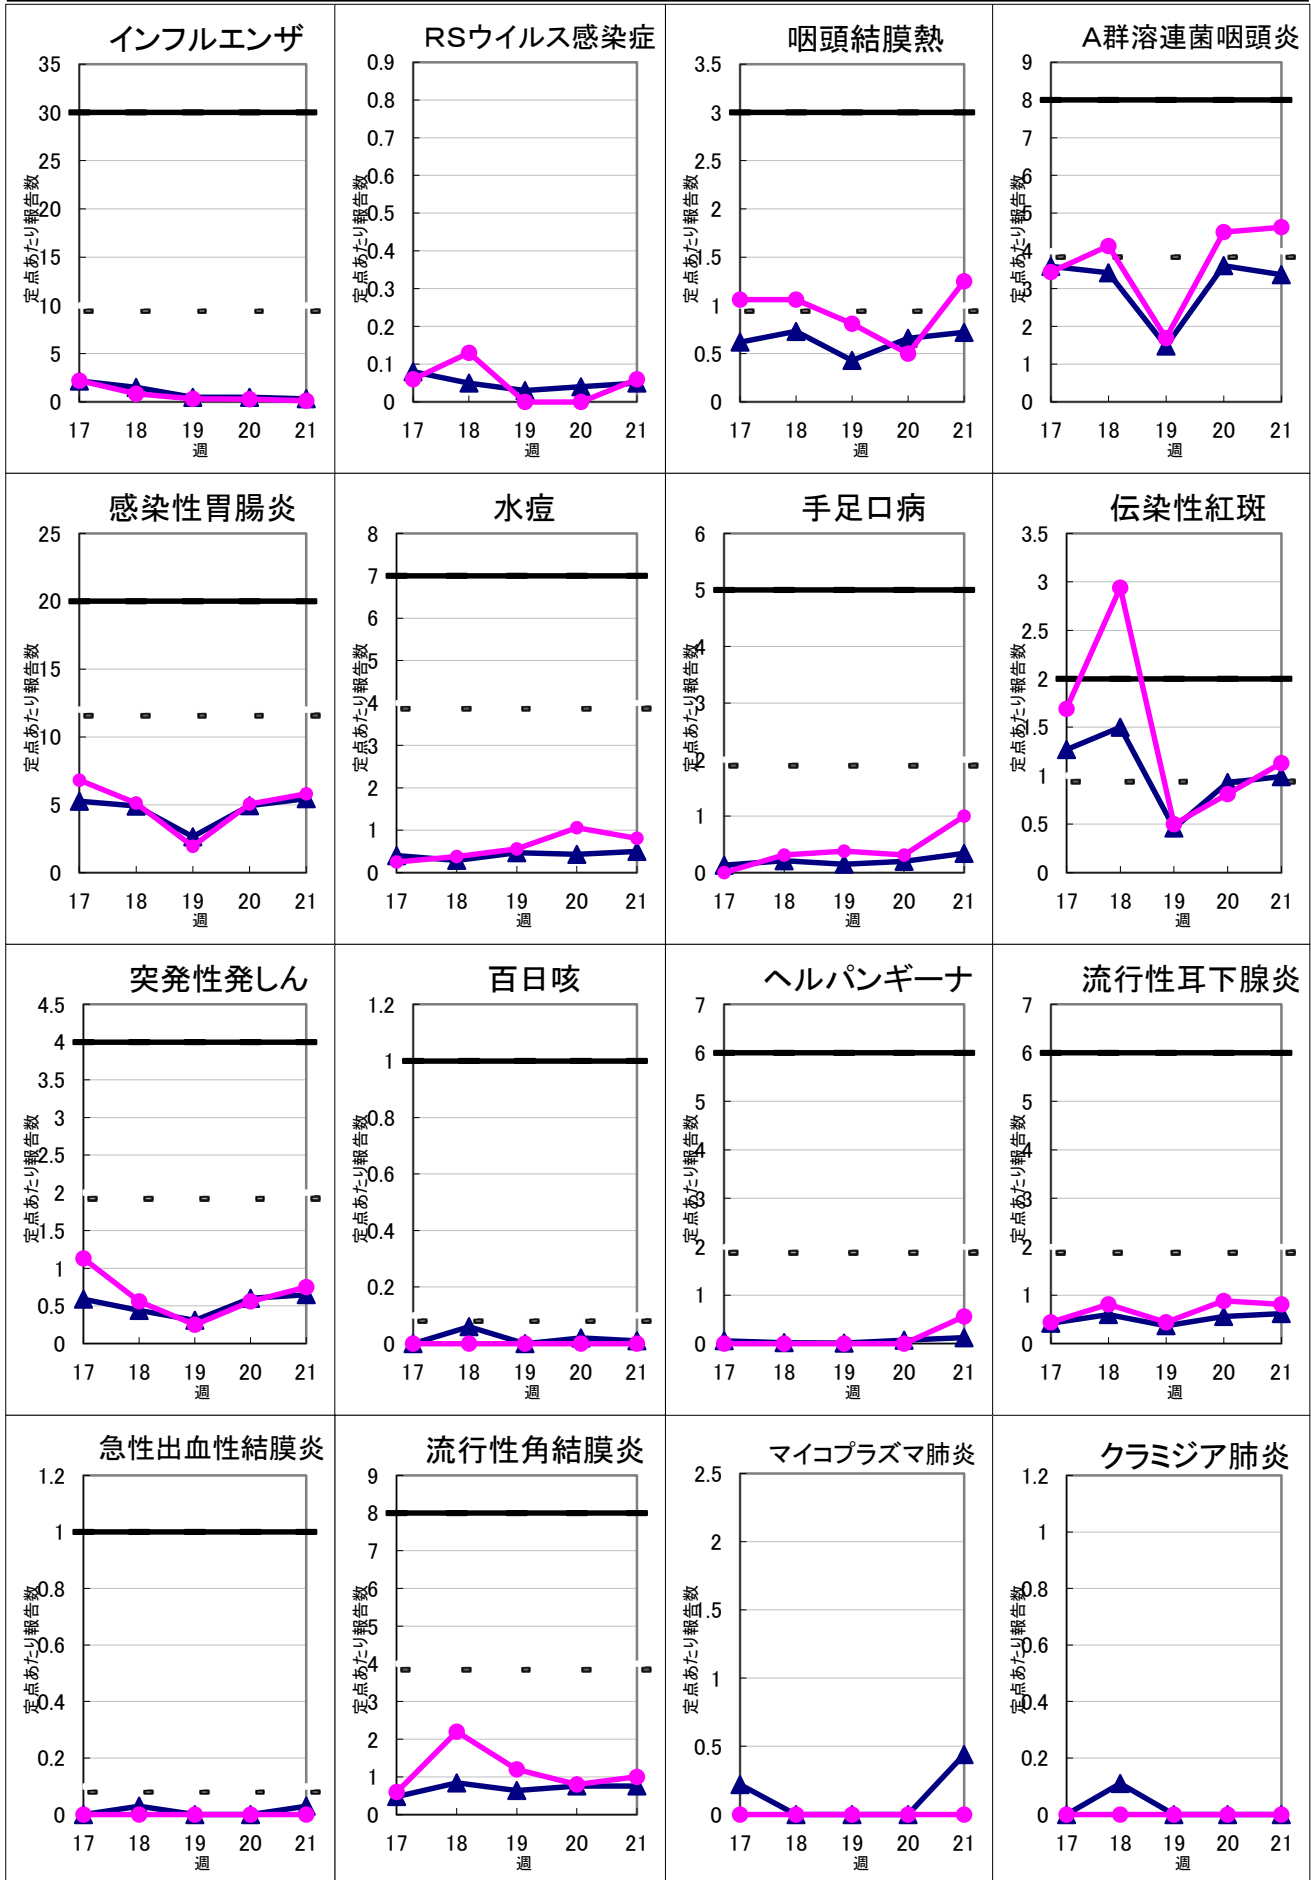 インフルエンザ
35
30
25
20
15
10
5
0
定点あたり報告数
17 18 19 20 21
週
RSウイルス感染症
0.9
0.8
0.7
0.6
0.5
0.4
0.3
0.2
0.1
0
定点あたり報告数
17 18 19 20 21
週
咽頭結膜熱
3.5
3
2.5
2
1.5
1
0.5
0
定点あたり報告数
17 18 19 20 21
週
A群溶連菌咽頭炎
9
8
7
6
5
4
3
2
1
0
定点あたり報告数
17 18 19 20 21
週
感染性胃腸炎
25
20
15
10
5
0
定点あたり報告数
17 18 19 20 21
週
水痘
8
7
6
5
4
3
2
1
0
定点あたり報告数
17 18 19 20 21
週
手足口病
6
5
4
3
2
1
0
定点あたり報告数
17 18 19 20 21
週
伝染性紅斑
3.5
3
2.5
2
1.5
1
0.5
0
定点あたり報告数
17 18 19 20 21
週
突発性発しん
4.5
4
3.5
3
2.5
2
1.5
1
0.5
0
定点あたり報告数
17 18 19 20 21
週
百日咳
1.2
1
0.8
0.6
0.4
0.2
0
定点あたり報告数
17 18 19 20 21
週
ヘルパンギーナ
7
6
5
4
3
2
1
0
定点あたり報告数
17 18 19 20 21
週
流行性耳下腺炎
7
6
5
4
3
2
1
0
定点あたり報告数
17 18 19 20 21
週
急性出血性結膜炎
1.2
1
0.8
0.6
0.4
0.2
0
定点あたり報告数
17 18 19 20 21
週
流行性角結膜炎
9
8
7
6
5
4
3
2
1
0
定点あたり報告数
17 18 19 20 21
週
マイコプラズマ肺炎
2.5
2
1.5
1
0.5
0
定点あたり報告数
17 18 19 20 21
週
クラミジア肺炎
1.2
1
0.8
0.6
0.4
0.2
0
定点あたり報告数
17 18 19 20 21
週